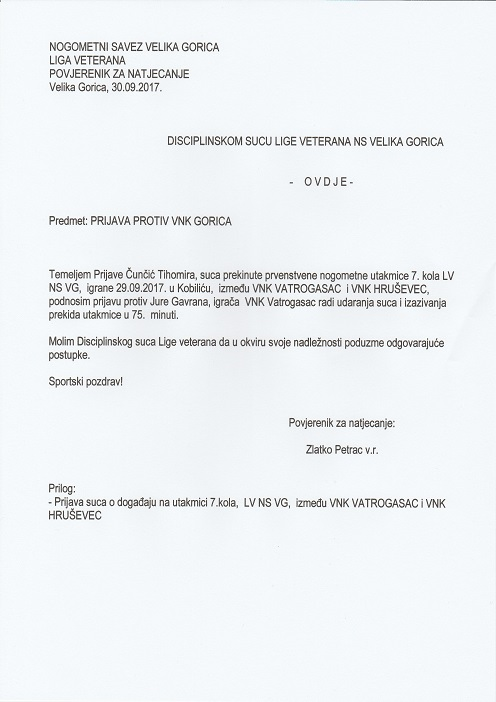 NOGOMETNI SAVEZ VELIKA GORICA
LIGA VETERANA
POVJERENIK ZA NATJECANJE
Velika Gorica, 30.09.2017.
DISCIPLINSKOM SUCU LIGE VETERANA NS VELIKA GORICA
- O V D J E -
Predmet: PRIJAVA PROTIV VNK GORICA
Temeljem Prijave Čunčić Tihomira, suca prekinute prvenstvene nogometne utakmice 7. kola LV
NS VG, igrane 29.09.2017. u Kobiliću, između VNK VATROGASAC i VNK HRUŠEVEC,
podnosim prijavu protiv Jure Gavrana, igrača VNK Vatrogasac radi udaranja suca i izazivanja
prekida utakmice u 75. minuti.
Molim Disciplinskog suca Lige veterana da u okviru svoje nadležnosti poduzme odgovarajuće
postupke.
Sportski pozdrav!
Povjerenik za natjecanje:
Zlatko Petrac v.r.
Prilog:
- Prijava suca o događaju na utakmici 7.kola, LV NS VG, između VNK VATROGASAC i VNK
HRUŠEVEC